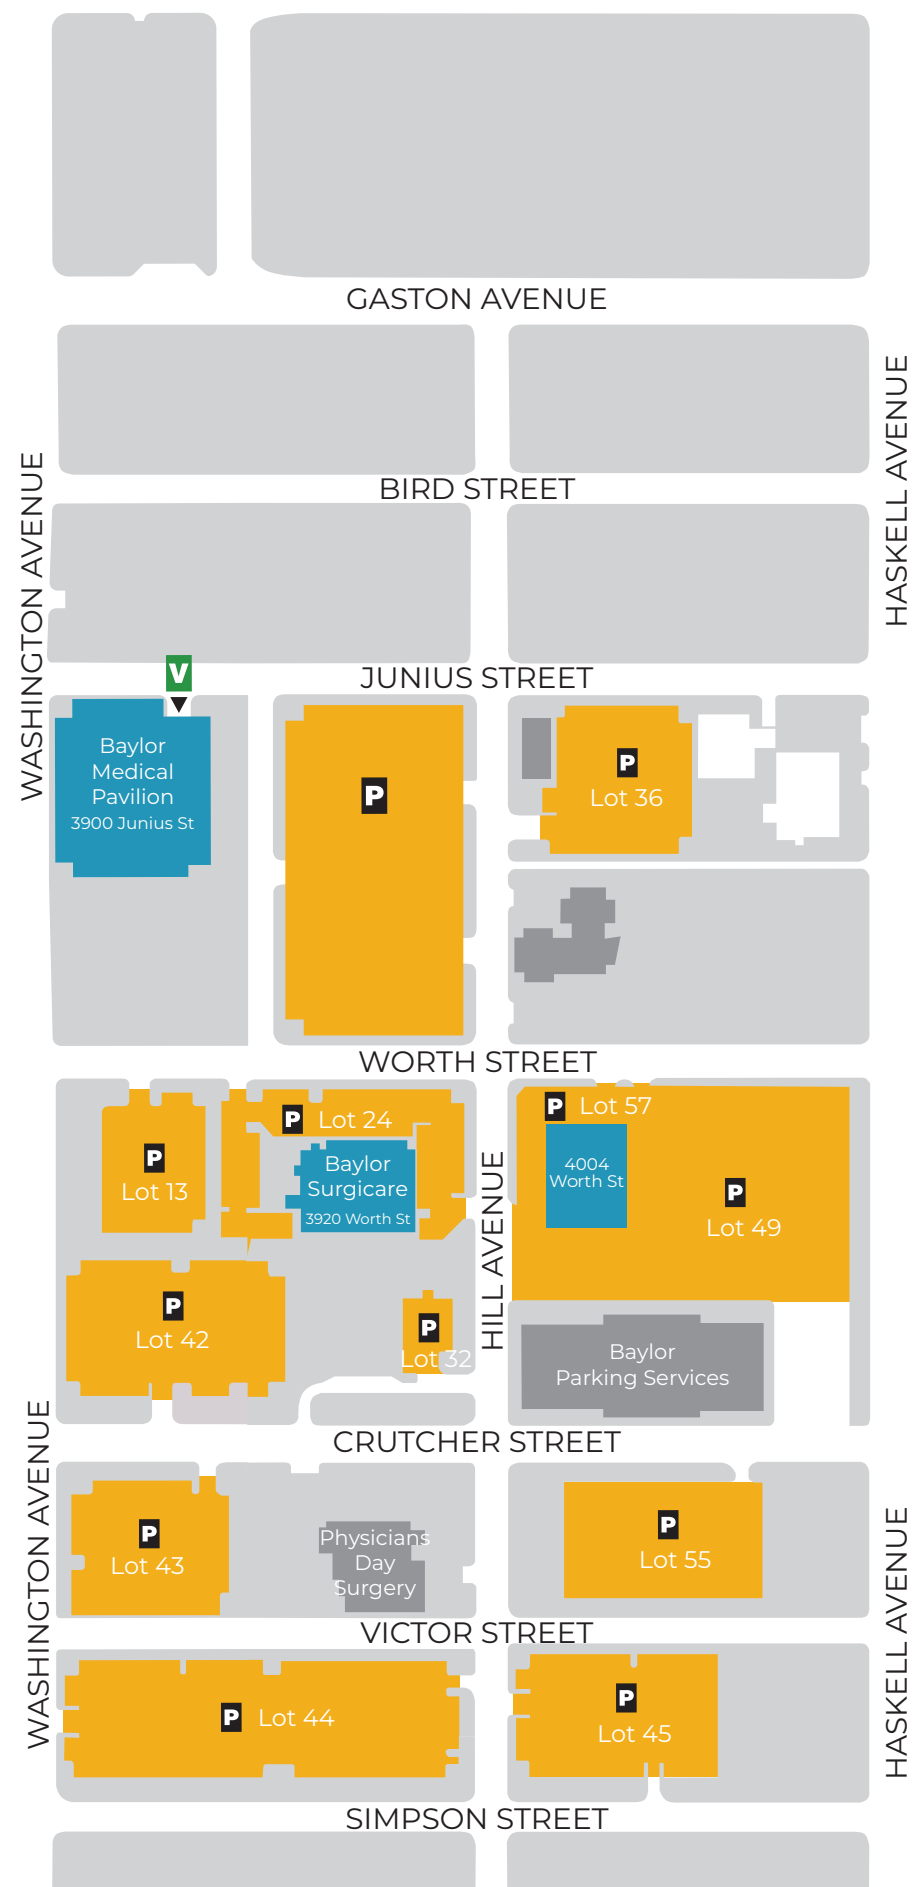 GASTON AVENUE
HASKELL AVENUE
WASHINGTON AVENUE
BIRD STREET
V
JUNIUS STREET
Baylor
Medical
Pavilion
3900 Junius St
P
P
Lot 36
WORTH STREET
P
Lot 24
P
Lot 57
P
Lot 13
Baylor
Surgicare
3920 Worth St
HILL AVENUE
4004
Worth St
P
Lot 49
P
Lot 42
P
Lot 32
Baylor
Parking Services
CRUTCHER STREET
WASHINGTON AVENUE
P
Lot 43
Physicians
Day
Surgery
P
Lot 55
HASKELL AVENUE
VICTOR STREET
P
Lot 44
P
Lot 45
SIMPSON STREET